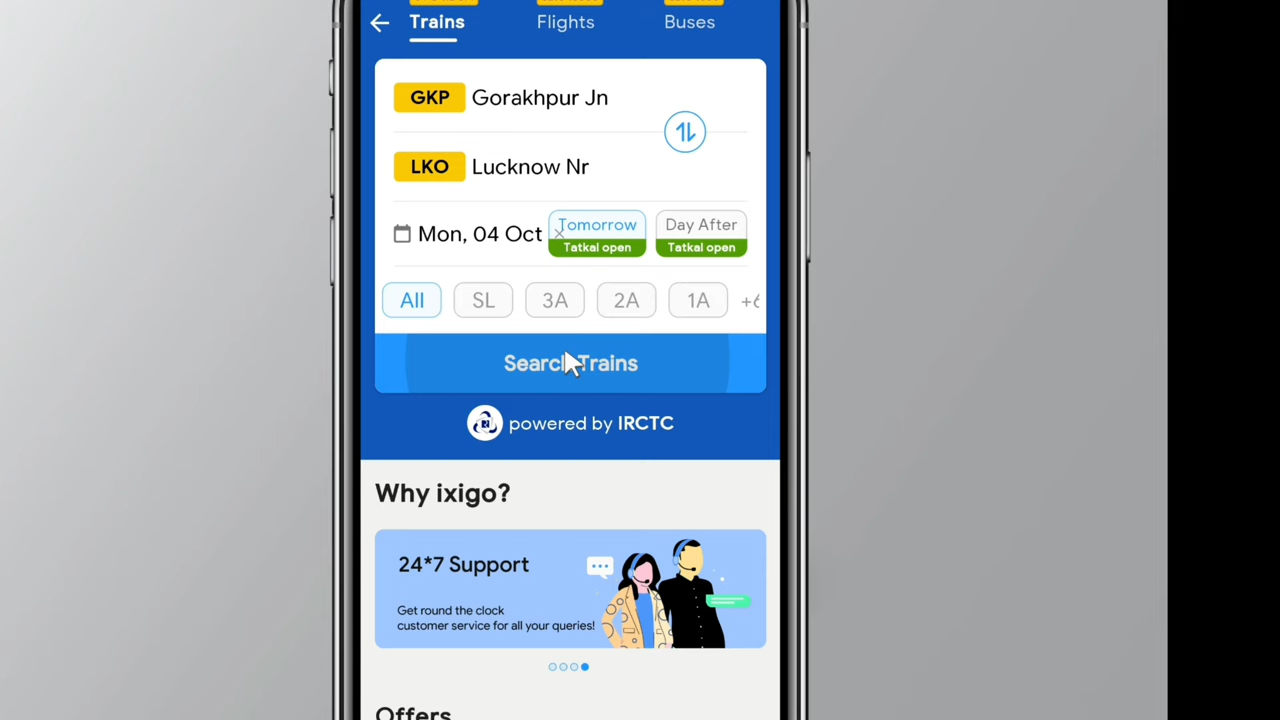 Trains Flights Buses
GKP Gorakhpur Jn
LKO Lucknow Nr
Mon, 04 Oct Tomorrow Day After
Tatkal open Tatkal open
All SL 3A 2A 1A
Search Trains
powered by IRCTC
Why ixigo?
24*7 Support
Get round the clock
customer service for all your queries!
Offers